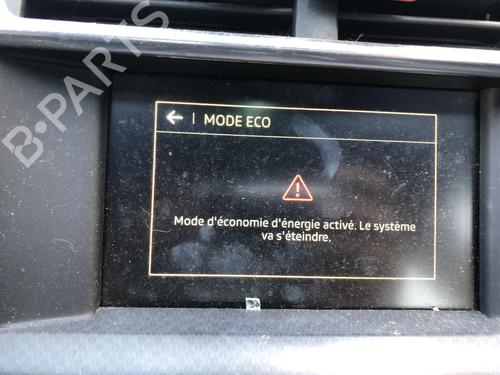 B-PARTS
← | MODE ECO
Mode d'économie d'énergie activé. Le système
va s'éteindre.